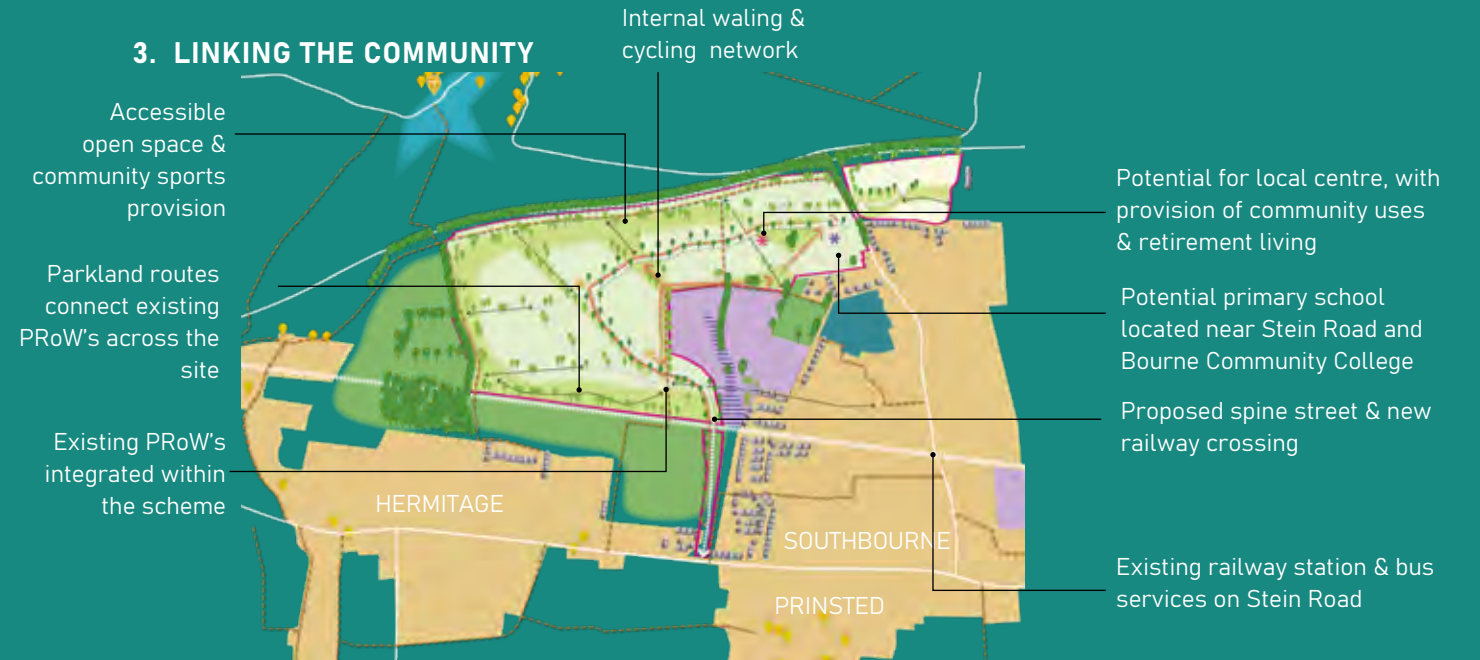 3. LINKING THE COMMUNITY
Internal waling &
cycling network
Accessible
open space &
community sports
provision
Parkland routes
connect existing
PRoW's across the
site
Existing PRoW's
integrated within
the scheme
Potential for local centre, with
provision of community uses
& retirement living
Potential primary school
located near Stein Road and
Bourne Community College
Proposed spine street & new
railway crossing
Existing railway station & bus
services on Stein Road
HERMITAGE
SOUTHBOURNE
PRINSTED